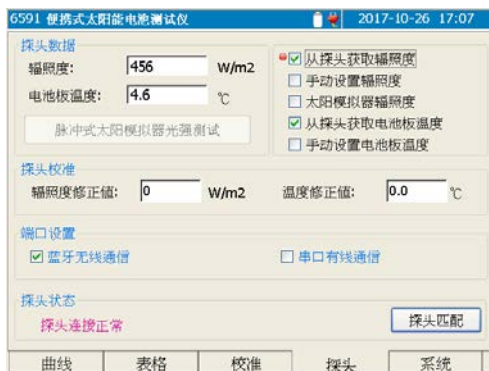 6591 便携式太阳能电池测试仪 2017-10-26 17:07
探头数据
辐照度: 456 W/m2
电池板温度: 4.6 ℃
脉冲式太阳模拟器光强测试
从探头获取辐照度
手动设置辐照度
太阳模拟器辐照度
从探头获取电池板温度
手动设置电池板温度
探头校准
辐照度修正值: 0 W/m2 温度修正值: 0.0 ℃
端口设置
蓝牙无线通信 串口有线通信
探头状态
探头连接正常 探头匹配
曲线 表格 校准 探头 系统